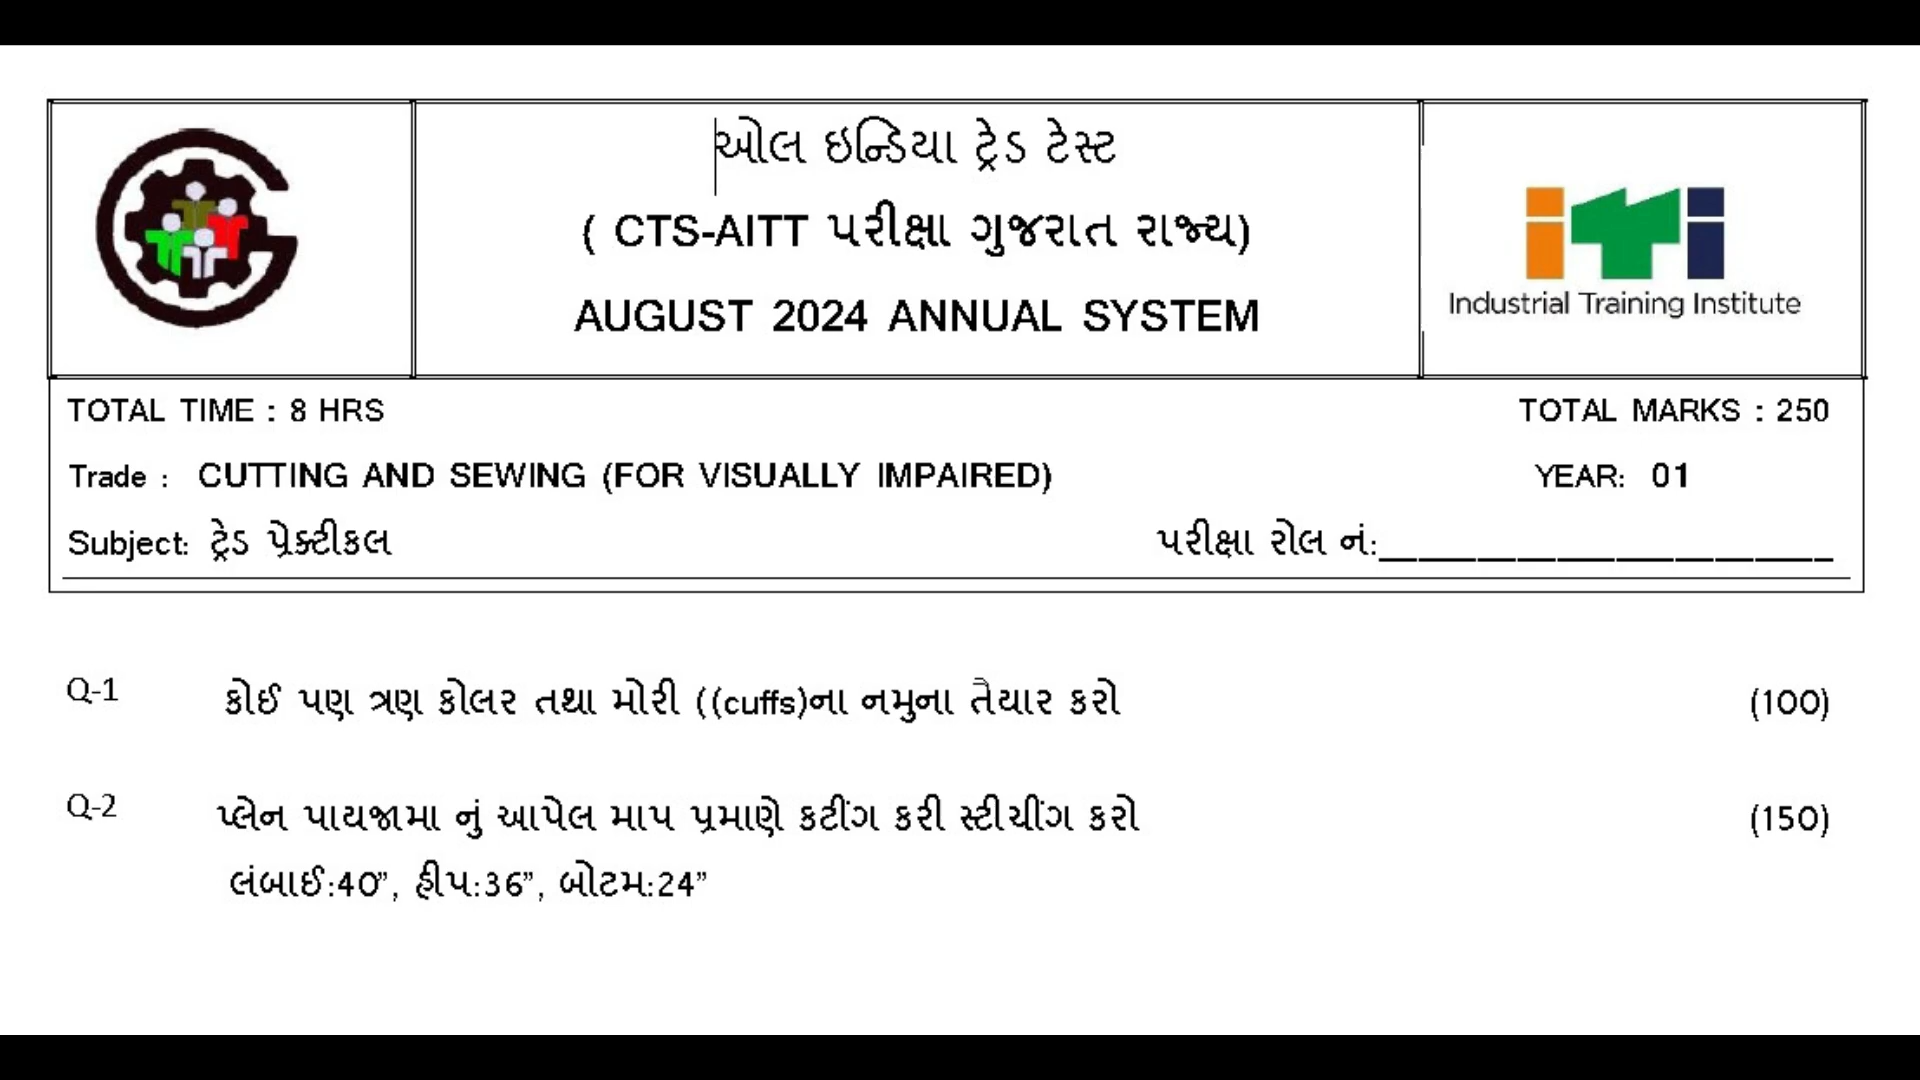 ઓલ ઇન્ડિયા ટ્રેડ ટેસ્ટ
( CTS-AITT પરીક્ષા ગુજરાત રાજ્ય)
AUGUST 2024 ANNUAL SYSTEM
iTi
Industrial Training Institute
TOTAL TIME : 8 HRS TOTAL MARKS : 250
Trade : CUTTING AND SEWING (FOR VISUALLY IMPAIRED) YEAR: 01
Subject: ટ્રેડ પ્રેક્ટીકલ પરીક્ષા રોલ નં:_______________
Q-1 કોઈ પણ ત્રણ કોલર તથા મોરી ((cuffs)ના નમુના તૈયાર કરો (100)
Q-2 પ્લેન પાયજામા નું આપેલ માપ પ્રમાણે કટીંગ કરી સ્ટીચીંગ કરો (150)
લંબાઈ:40”, હીપ:36”, બોટમ:24”